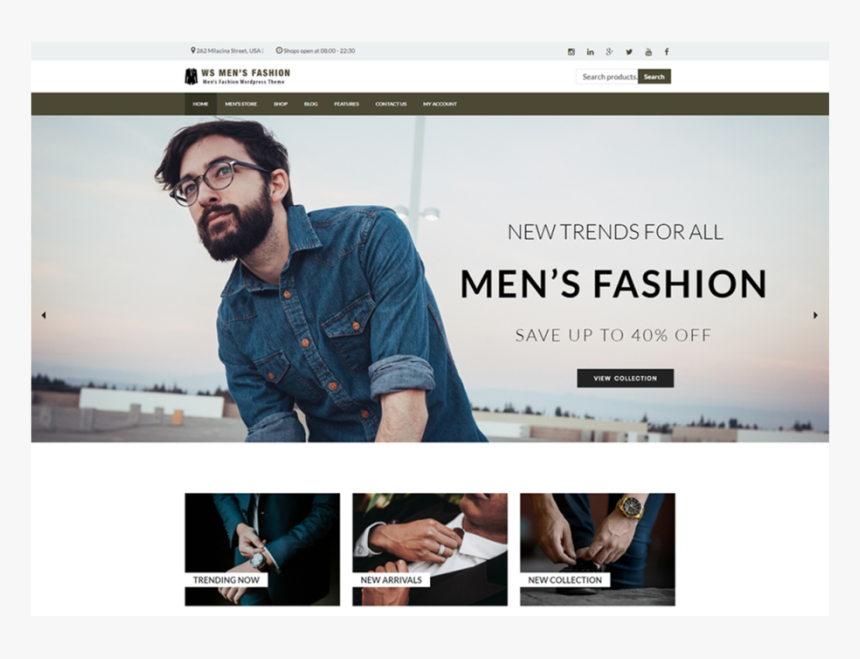 262 Milacina Street, USA |
Shops open at 08:00 - 22:30
WS MEN'S FASHION
Men's Fashion Wordpress Theme
Search products
Search
HOME
MEN'S STORE
SHOP
BLOG
FEATURES
CONTACT US
MY ACCOUNT
NEW TRENDS FOR ALL
MEN'S FASHION
SAVE UP TO 40% OFF
VIEW COLLECTION
TRENDING NOW
NEW ARRIVALS
NEW COLLECTION